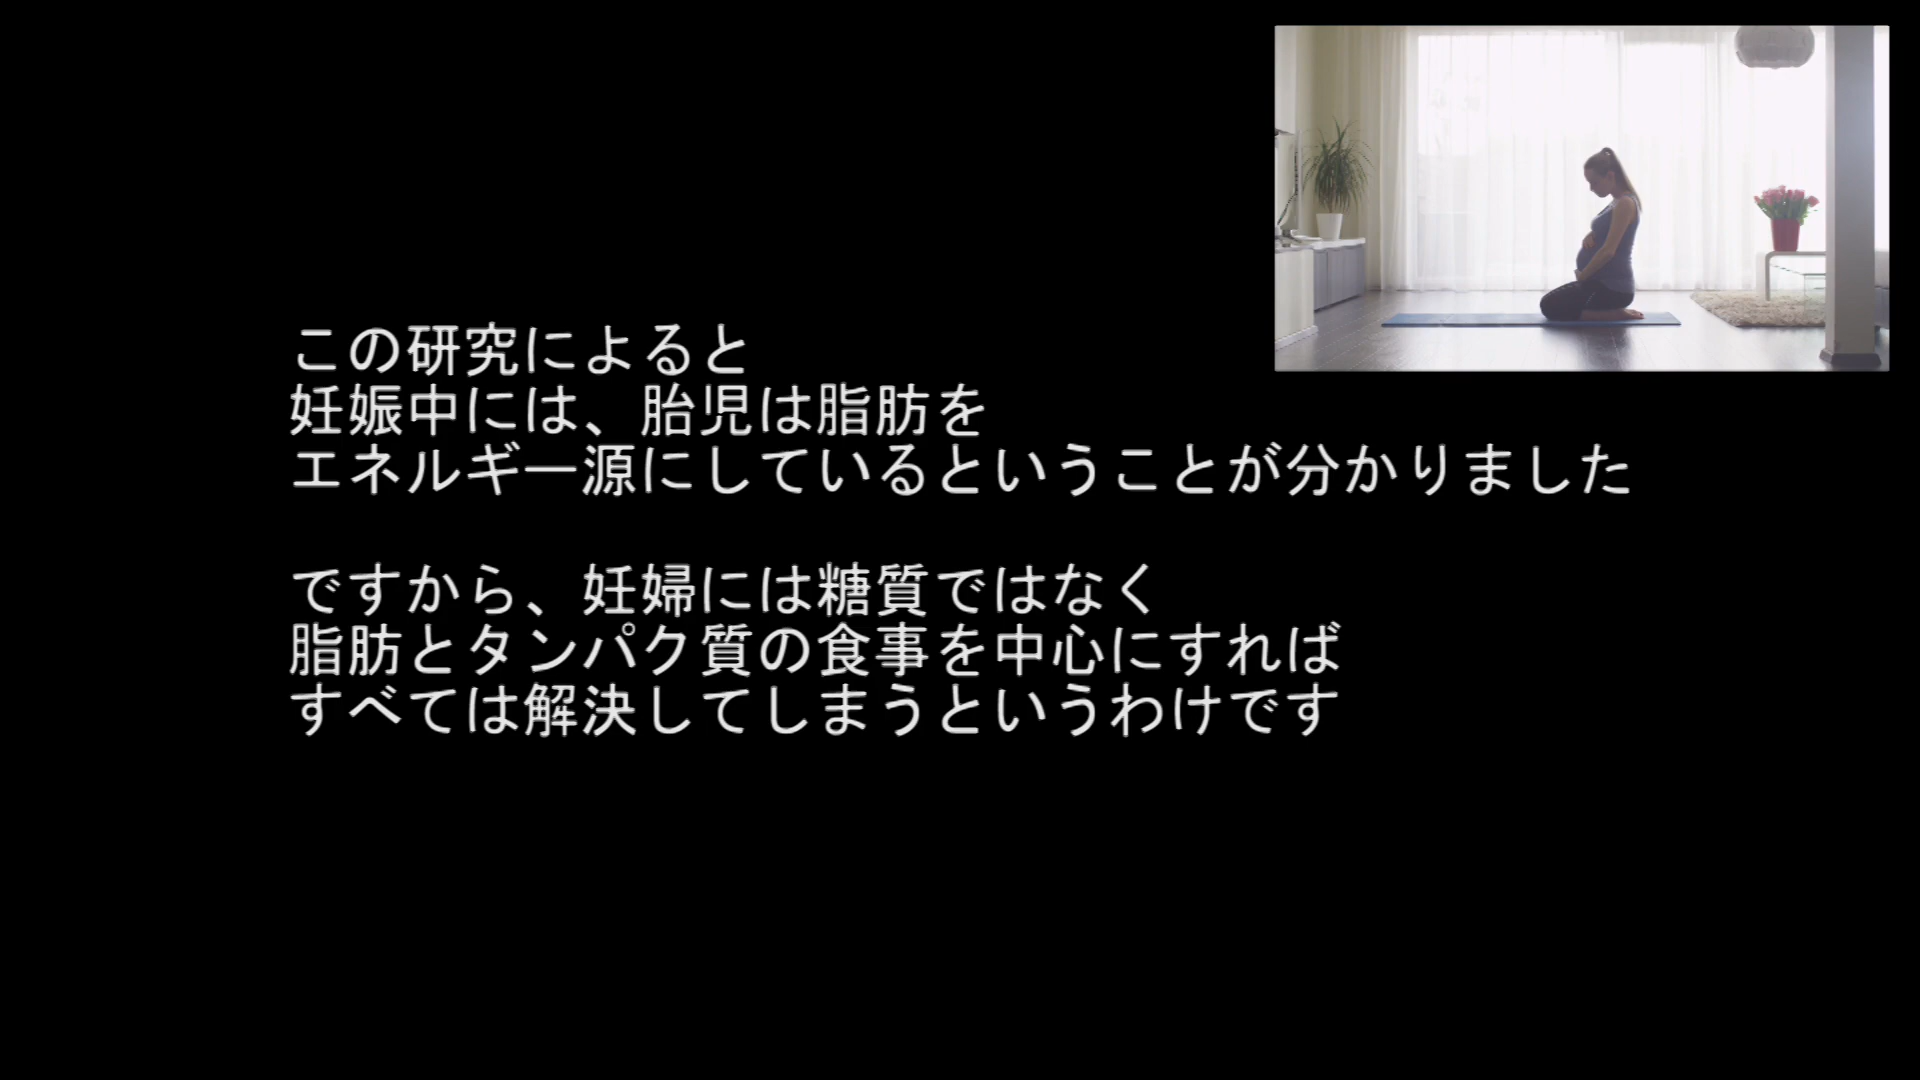 この研究によると
妊娠中には、胎児は脂肪を
エネルギー源にしているということが分かりました
ですから、妊婦には糖質ではなく
脂肪とタンパク質の食事を中心にすれば
すべては解決してしまうというわけです